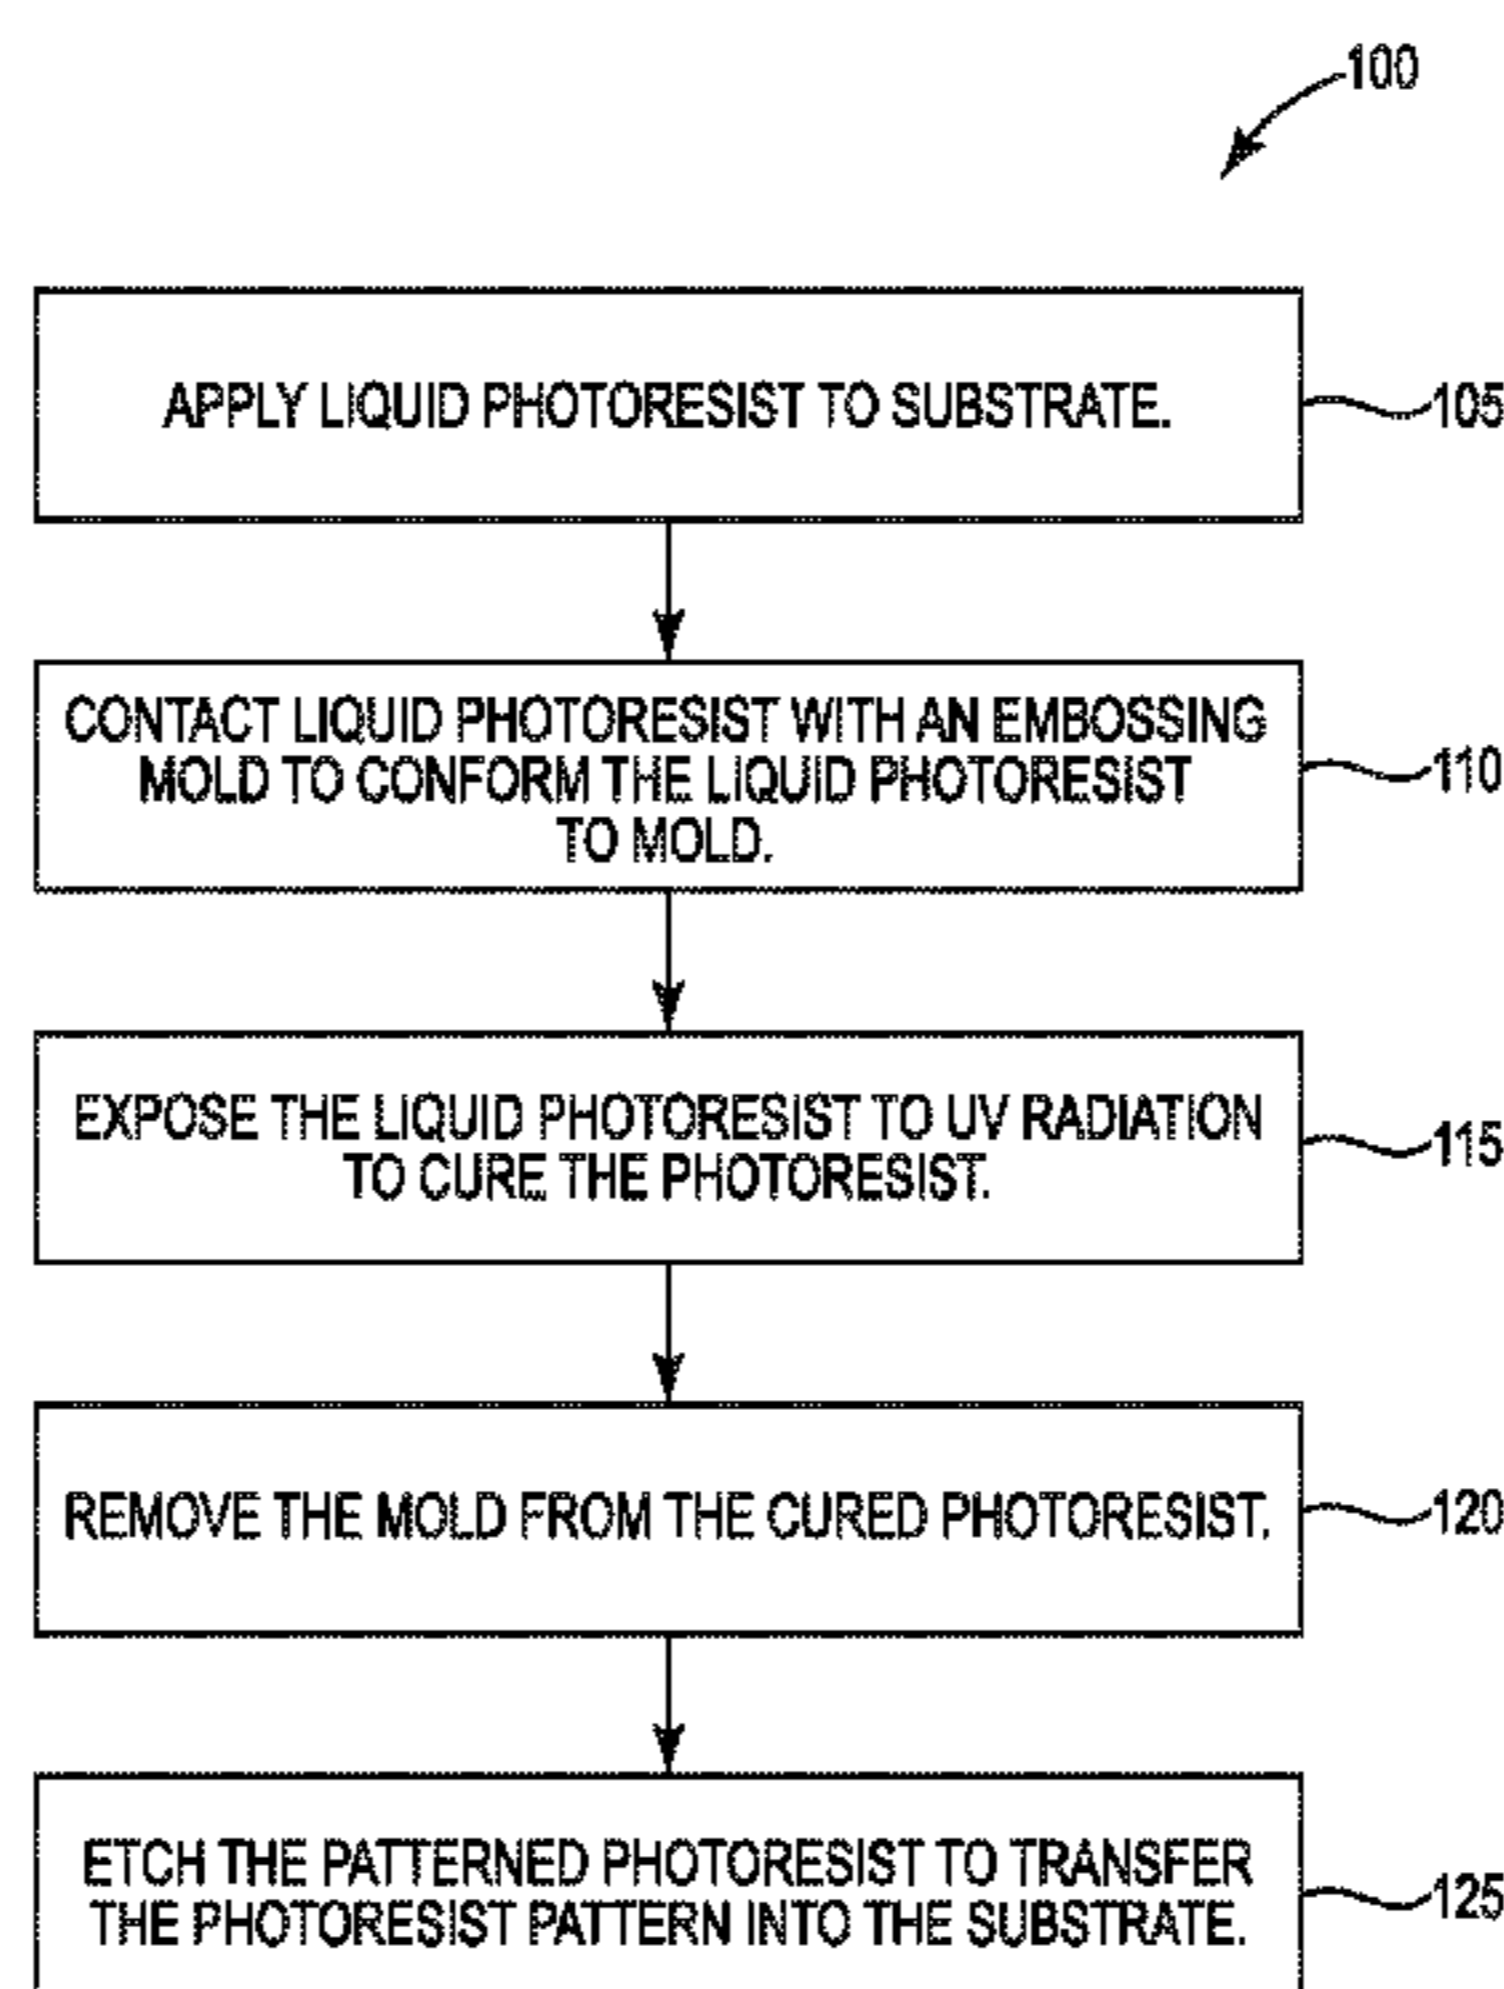 100
APPLY LIQUID PHOTORESIST TO SUBSTRATE.
105
CONTACT LIQUID PHOTORESIST WITH AN EMBOSSING
MOLD TO CONFORM THE LIQUID PHOTORESIST
TO MOLD.
110
EXPOSE THE LIQUID PHOTORESIST TO UV RADIATION
TO CURE THE PHOTORESIST.
115
REMOVE THE MOLD FROM THE CURED PHOTORESIST.
120
ETCH THE PATTERNED PHOTORESIST TO TRANSFER
THE PHOTORESIST PATTERN INTO THE SUBSTRATE.
125